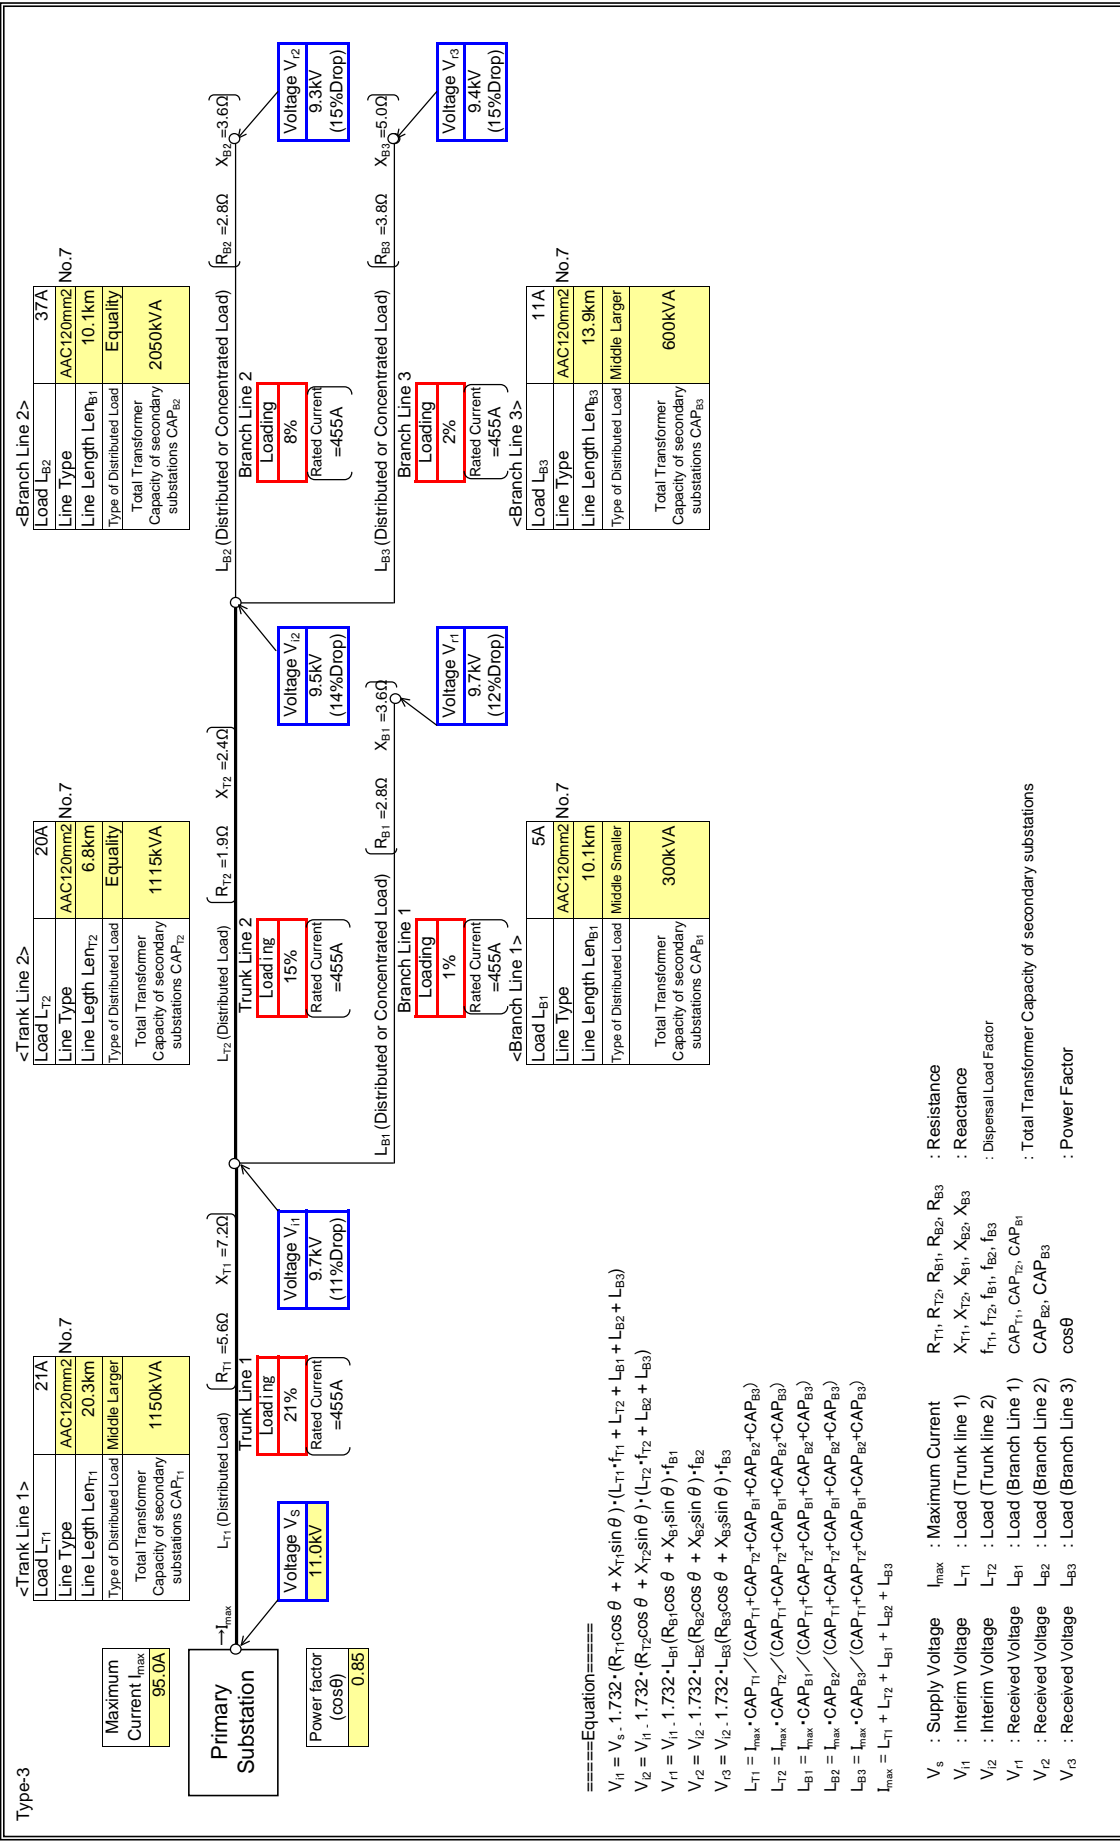 Type-3
Maximum
Current Imax
95.0A
Primary
Substation
Power factor
(cosθ)
0.85
→Imax
Voltage Vs
11.0kV
<Trank Line 1>
Load LT1 21A
Line Type AAC120mm2 No.7
Line Legth LenT1 20.3km
Type of Distributed Load Middle Larger
Total Transformer
Capacity of secondary
substations CAPT1
1150kVA
LT1 (Distributed Load)
RT1 =5.6Ω XT1 =7.2Ω
Trunk Line 1
Loading
21%
Rated Current
=455A
Voltage Vi1
9.7kV
(11%Drop)
<Trank Line 2>
Load LT2 20A
Line Type AAC120mm2 No.7
Line Legth LenT2 6.8km
Type of Distributed Load Equality
Total Transformer
Capacity of secondary
substations CAPT2
1115kVA
LT2 (Distributed Load)
RT2 =1.9Ω XT2 =2.4Ω
Trunk Line 2
Loading
15%
Rated Current
=455A
Voltage Vi2
9.5kV
(14%Drop)
LB1 (Distributed or Concentrated Load)
RB1 =2.8Ω XB1 =3.6Ω
Branch Line 1
Loading
1%
Rated Current
=455A
Voltage Vr1
9.7kV
(12%Drop)
<Branch Line 1>
Load LB1 5A
Line Type AAC120mm2 No.7
Line Length LenB1 10.1km
Type of Distributed Load Middle Smaller
Total Transformer
Capacity of secondary
substations CAPB1
300kVA
<Branch Line 2>
Load LB2 37A
Line Type AAC120mm2 No.7
Line Length LenB1 10.1km
Type of Distributed Load Equality
Total Transformer
Capacity of secondary
substations CAPB2
2050kVA
LB2 (Distributed or Concentrated Load)
RB2 =2.8Ω XB2 =3.6Ω
Branch Line 2
Loading
8%
Rated Current
=455A
Voltage Vr2
9.3kV
(15%Drop)
LB3 (Distributed or Concentrated Load)
RB3 =3.8Ω XB3 =5.0Ω
Branch Line 3
Loading
2%
Rated Current
=455A
Voltage Vr3
9.4kV
(15%Drop)
<Branch Line 3>
Load LB3 11A
Line Type AAC120mm2 No.7
Line Length LenB3 13.9km
Type of Distributed Load Middle Larger
Total Transformer
Capacity of secondary
substations CAPB3
600kVA
=====Equation=====
Vi1 = Vs - 1.732・(RT1cos θ + XT1sin θ)・(LT1・fT1 + LT2 + LB1 + LB2 + LB3)
Vi2 = Vi1 - 1.732・(RT2cos θ + XT2sin θ)・(LT2・fT2 + LB2 + LB3)
Vr1 = Vi1 - 1.732・LB1(RB1cos θ + XB1sin θ)・fB1
Vr2 = Vi2 - 1.732・LB2(RB2cos θ + XB2sin θ)・fB2
Vr3 = Vi2 - 1.732・LB3(RB3cos θ + XB3sin θ)・fB3
LT1 = Imax・CAPT1／(CAPT1+CAPT2+CAPB1+CAPB2+CAPB3)
LT2 = Imax・CAPT2／(CAPT1+CAPT2+CAPB1+CAPB2+CAPB3)
LB1 = Imax・CAPB1／(CAPT1+CAPT2+CAPB1+CAPB2+CAPB3)
LB2 = Imax・CAPB2／(CAPT1+CAPT2+CAPB1+CAPB2+CAPB3)
LB3 = Imax・CAPB3／(CAPT1+CAPT2+CAPB1+CAPB2+CAPB3)
Imax = LT1 + LT2 + LB1 + LB2 + LB3
Vs : Supply Voltage Imax : Maximum Current RT1, RT2, RB1, RB2, RB3 : Resistance
Vi1 : Interim Voltage LT1 : Load (Trunk line 1) XT1, XT2, XB1, XB2, XB3 : Reactance
Vi2 : Interim Voltage LT2 : Load (Trunk line 2) fT1, fT2, fB1, fB2, fB3 : Dispersal Load Factor
Vr1 : Received Voltage LB1 : Load (Branch Line 1) CAPT1, CAPT2, CAPB1
Vr2 : Received Voltage LB2 : Load (Branch Line 2) CAPB2, CAPB3 : Total Transformer Capacity of secondary substations
Vr3 : Received Voltage LB3 : Load (Branch Line 3) cosθ : Power Factor